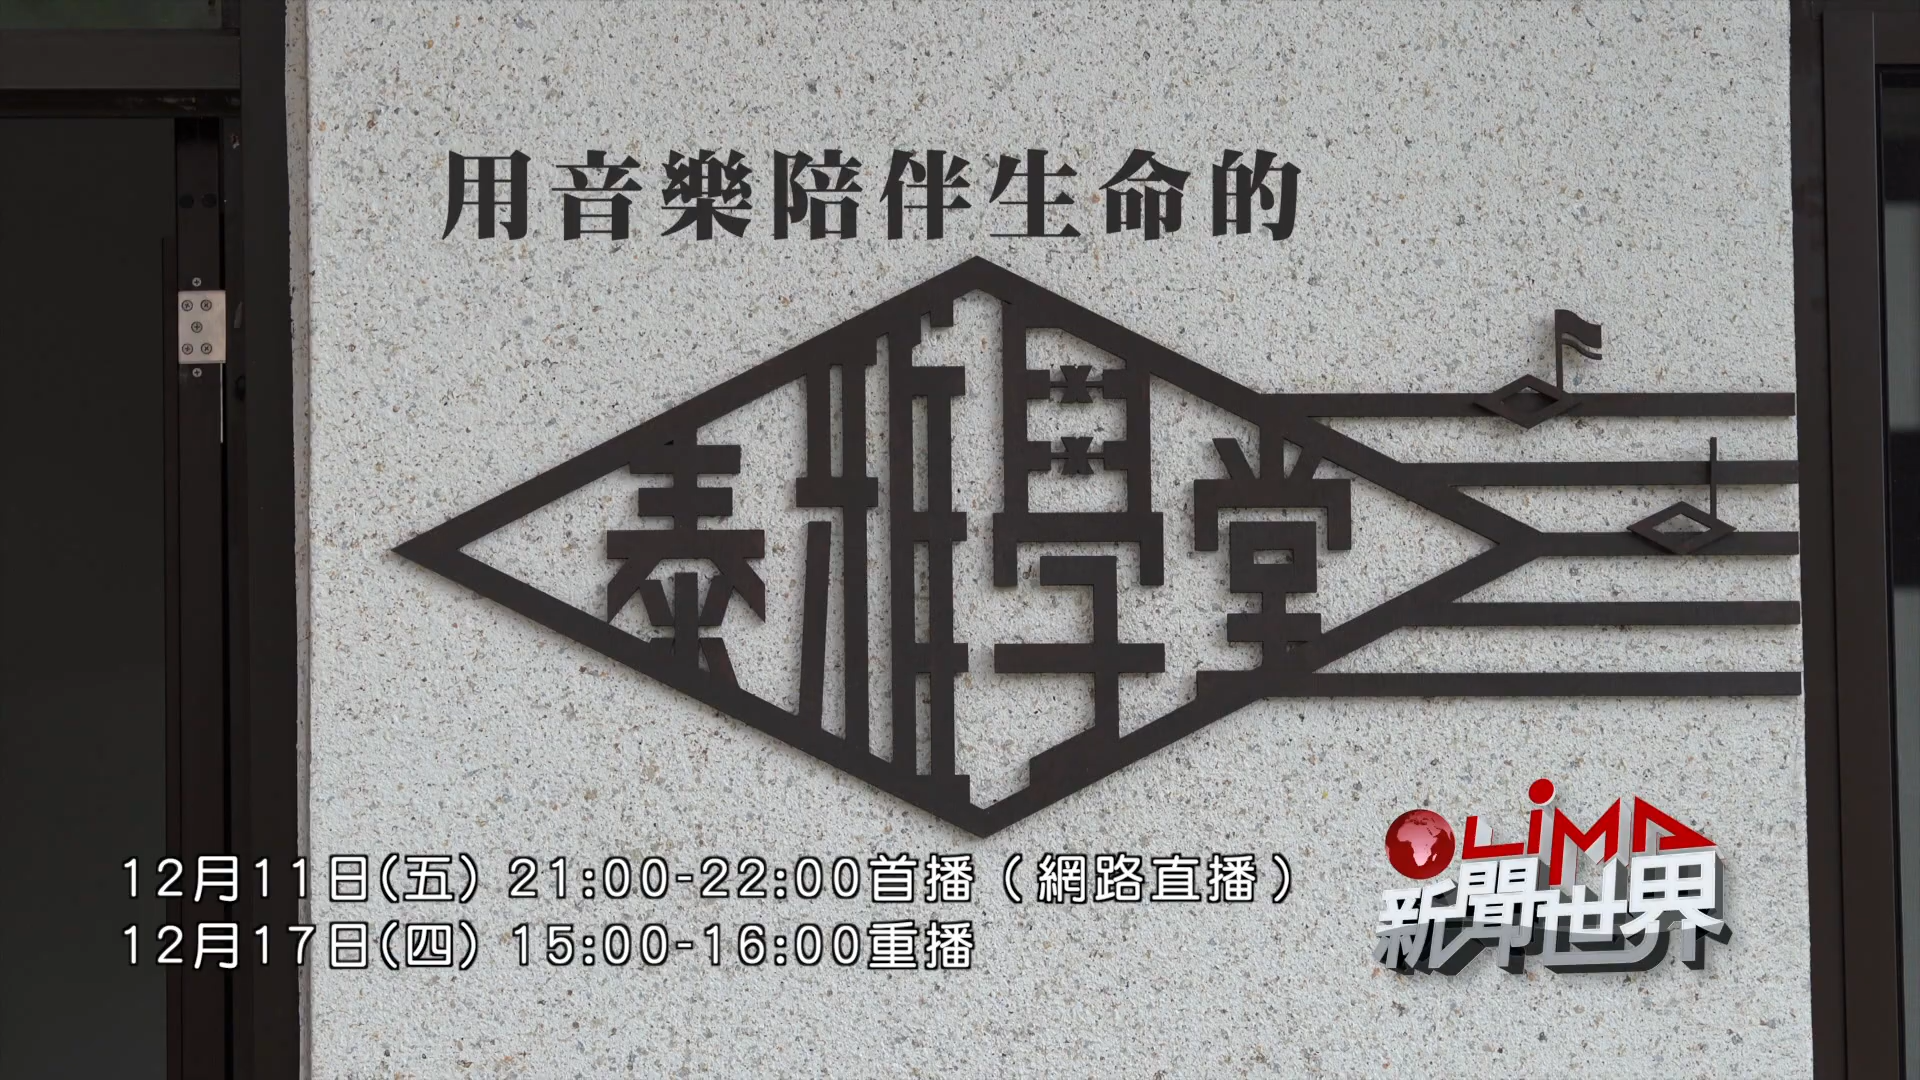 用音樂陪伴生命的
泰雅學堂
12月11日(五) 21:00-22:00首播（網路直播）
12月17日(四) 15:00-16:00重播
LiMA
新聞世界